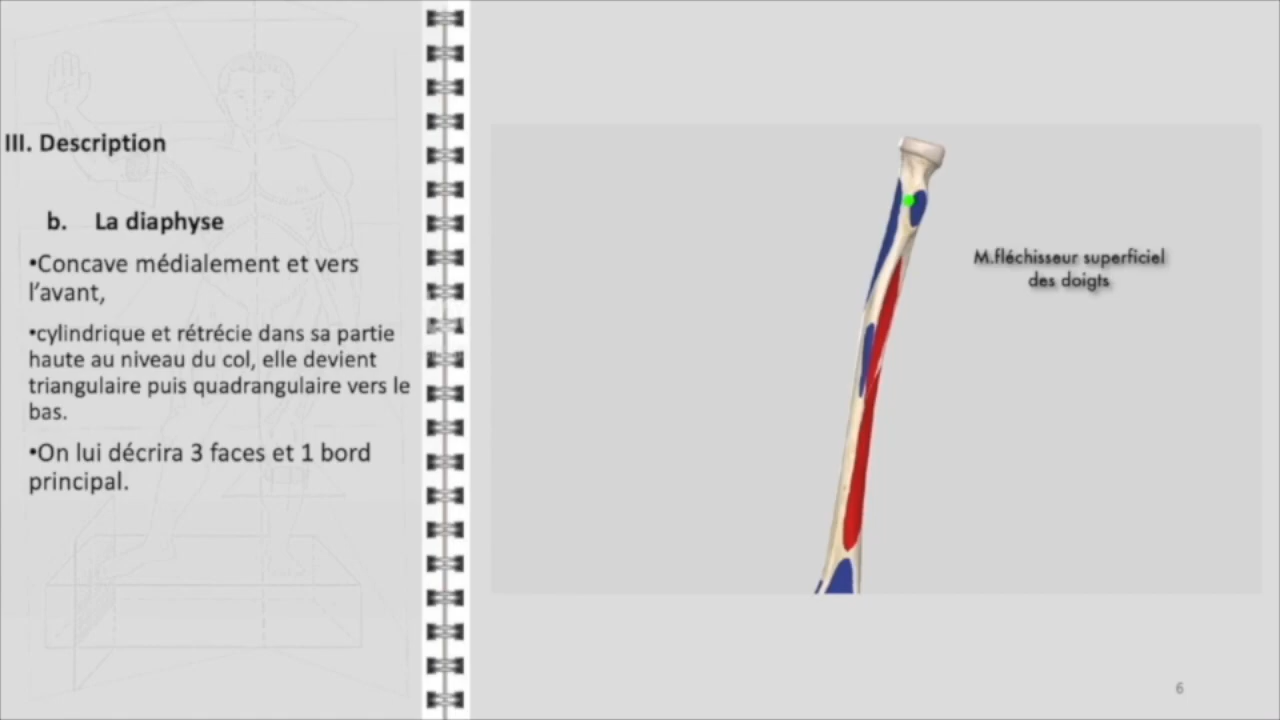 III. Description
b. La diaphyse
•Concave médialement et vers
l’avant,
•cylindrique et rétrécie dans sa partie
haute au niveau du col, elle devient
triangulaire puis quadrangulaire vers le
bas.
•On lui décrira 3 faces et 1 bord
principal.
M.fléchisseur superficiel
des doigts
6